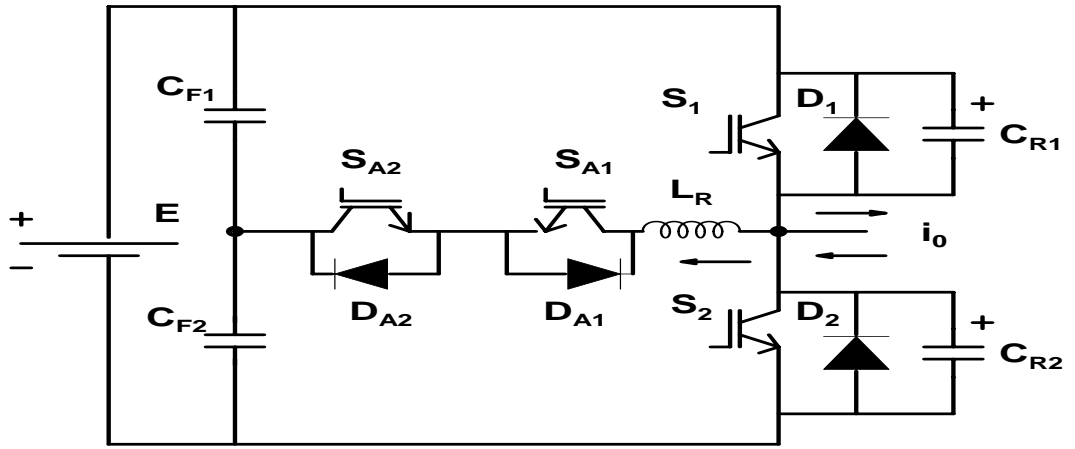 C_F1
S_1
D_1
+
C_R1
S_A2
S_A1
L_R
+
E
i_0
−
D_A2
D_A1
C_F2
S_2
D_2
+
C_R2